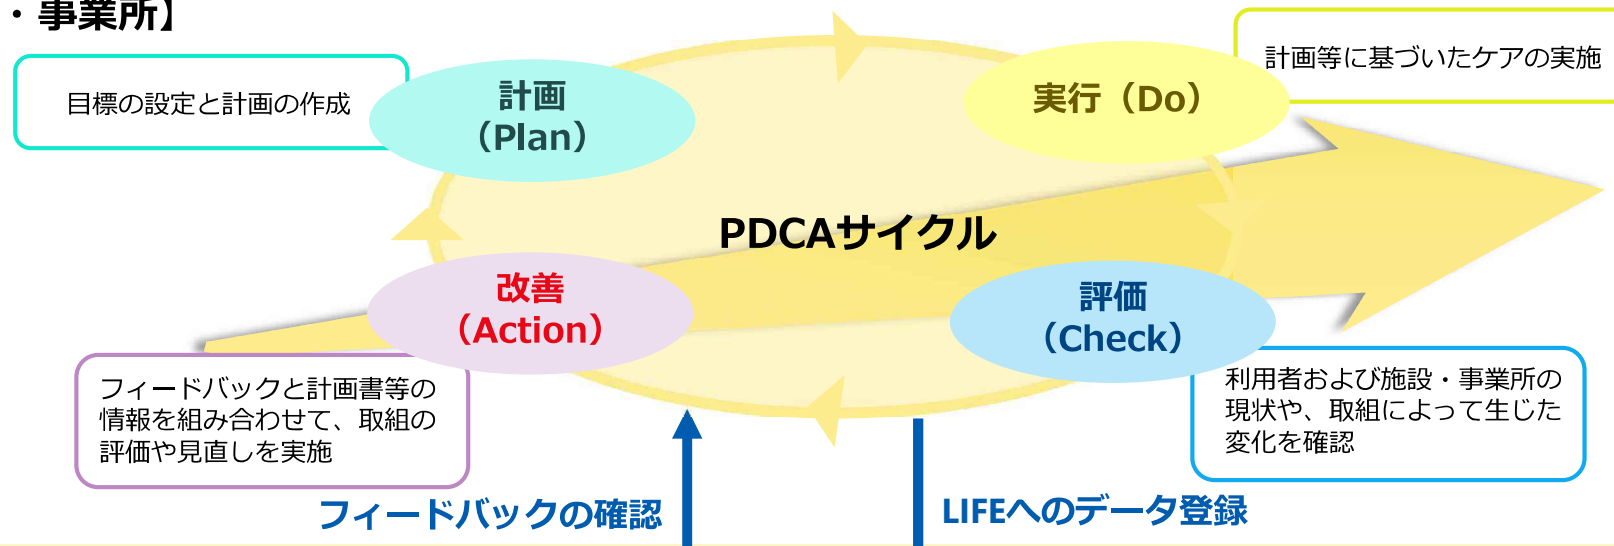 ・事業所】
目標の設定と計画の作成
計画
（Plan）
実行（Do）
計画等に基づいたケアの実施
PDCAサイクル
改善
（Action）
評価
（Check）
フィードバックと計画書等の
情報を組み合わせて、取組の
評価や見直しを実施
利用者および施設・事業所の
現状や、取組によって生じた
変化を確認
フィードバックの確認
LIFEへのデータ登録